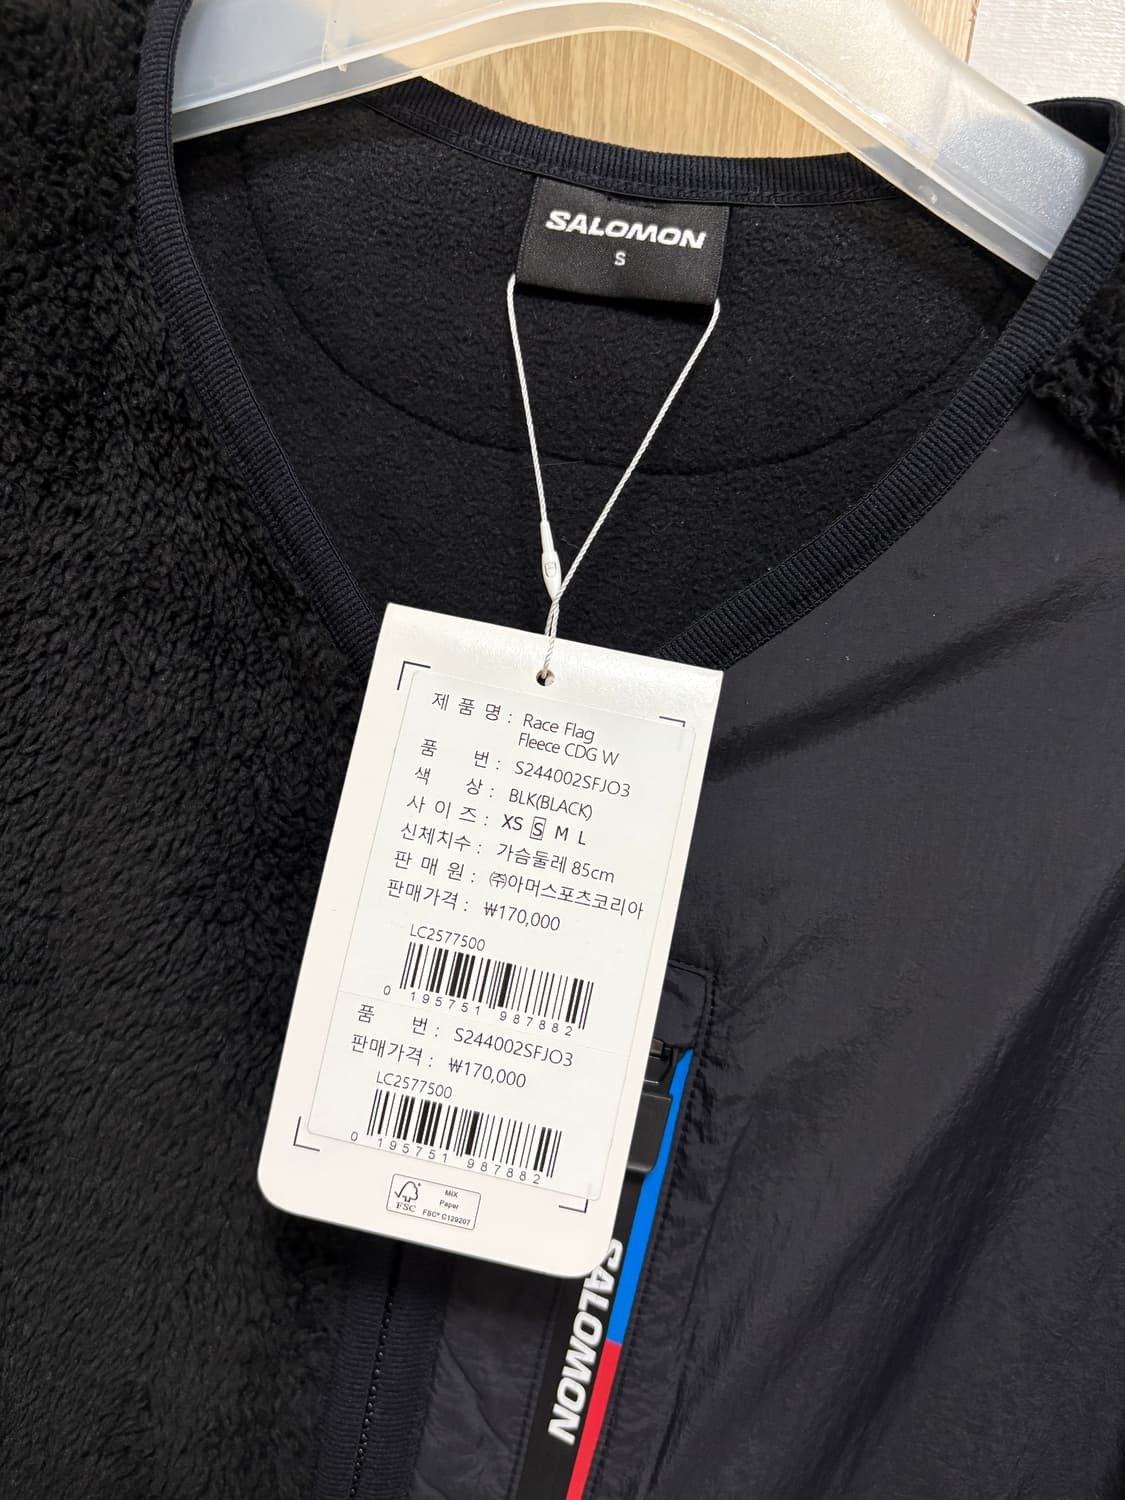 SALOMON
S
제 품 명 : Race Flag
Fleece CDG W
품 번 : S244002SFJO3
색 상 : BLK(BLACK)
사 이 즈 : XS S M L
신체치수 : 가슴둘레 85cm
판 매 원 : ㈜아머스포츠코리아
판매가격 : ₩170,000
LC2577500
0 195751 987882
품 번 : S244002SFJO3
판매가격 : ₩170,000
LC2577500
0 195751 987882
FSC
MIX
Paper
FSC® C129207
SALOMON